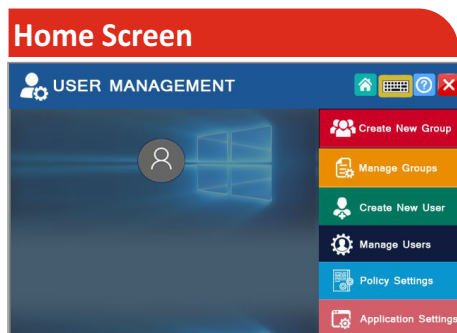 Home Screen
USER MANAGEMENT
Create New Group
Manage Groups
Create New User
Manage Users
Policy Settings
Application Settings